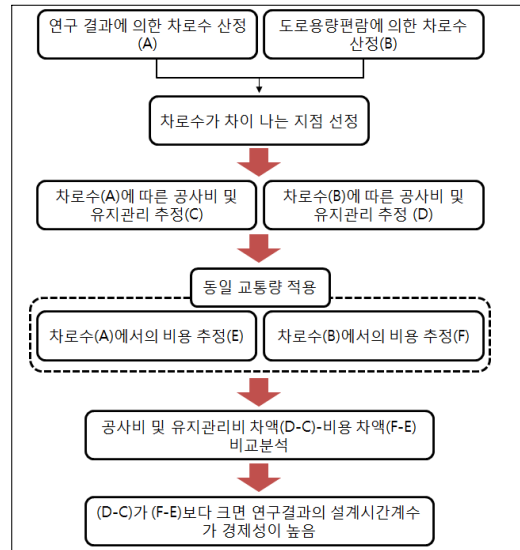 연구 결과에 의한 차로수 산정
(A)
도로용량편람에 의한 차로수
산정(B)
차로수가 차이 나는 지점 선정
차로수(A)에 따른 공사비 및
유지관리 추정(C)
차로수(B)에 따른 공사비 및
유지관리 추정 (D)
동일 교통량 적용
차로수(A)에서의 비용 추정(E)
차로수(B)에서의 비용 추정(F)
공사비 및 유지관리비 차액(D-C)-비용 차액(F-E)
비교분석
(D-C)가 (F-E)보다 크면 연구결과의 설계시간계수
가 경제성이 높음